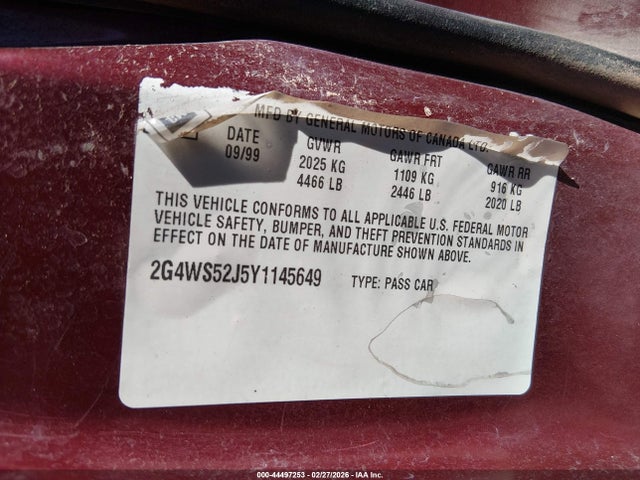 MFD BY GENERAL MOTORS OF CANADA LTD.
DATE GVWR GAWR FRT GAWR RR
09/99 2025 KG 1109 KG 916 KG
4466 LB 2446 LB 2020 LB
THIS VEHICLE CONFORMS TO ALL APPLICABLE U.S. FEDERAL MOTOR
VEHICLE SAFETY, BUMPER, AND THEFT PREVENTION STANDARDS IN
EFFECT ON THE DATE OF MANUFACTURE SHOWN ABOVE.
2G4WS52J5Y1145649 TYPE: PASS CAR
000-44497253 - 02/27/2026 - IAA Inc.